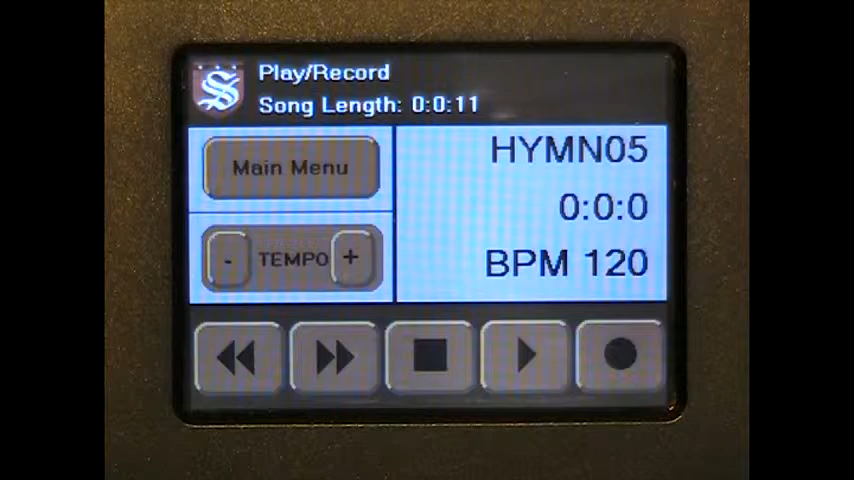 S
Play/Record
Song Length: 0:0:11
Main Menu
HYMN05
0:0:0
- TEMPO +
BPM 120